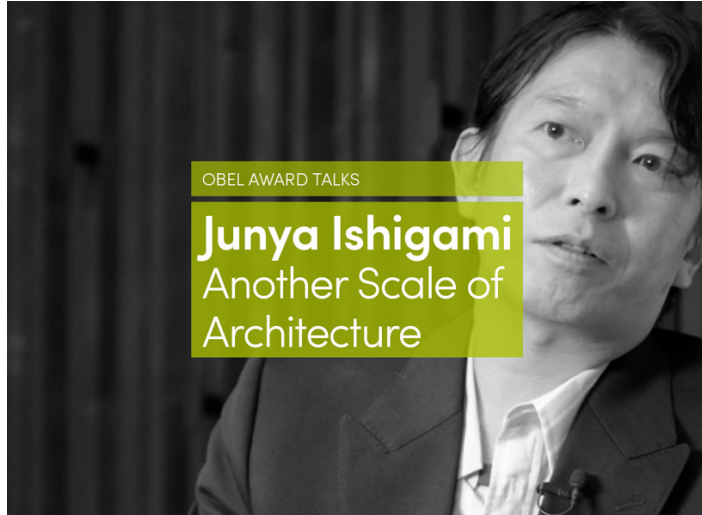 OBEL AWARD TALKS
Junya Ishigami
Another Scale of
Architecture